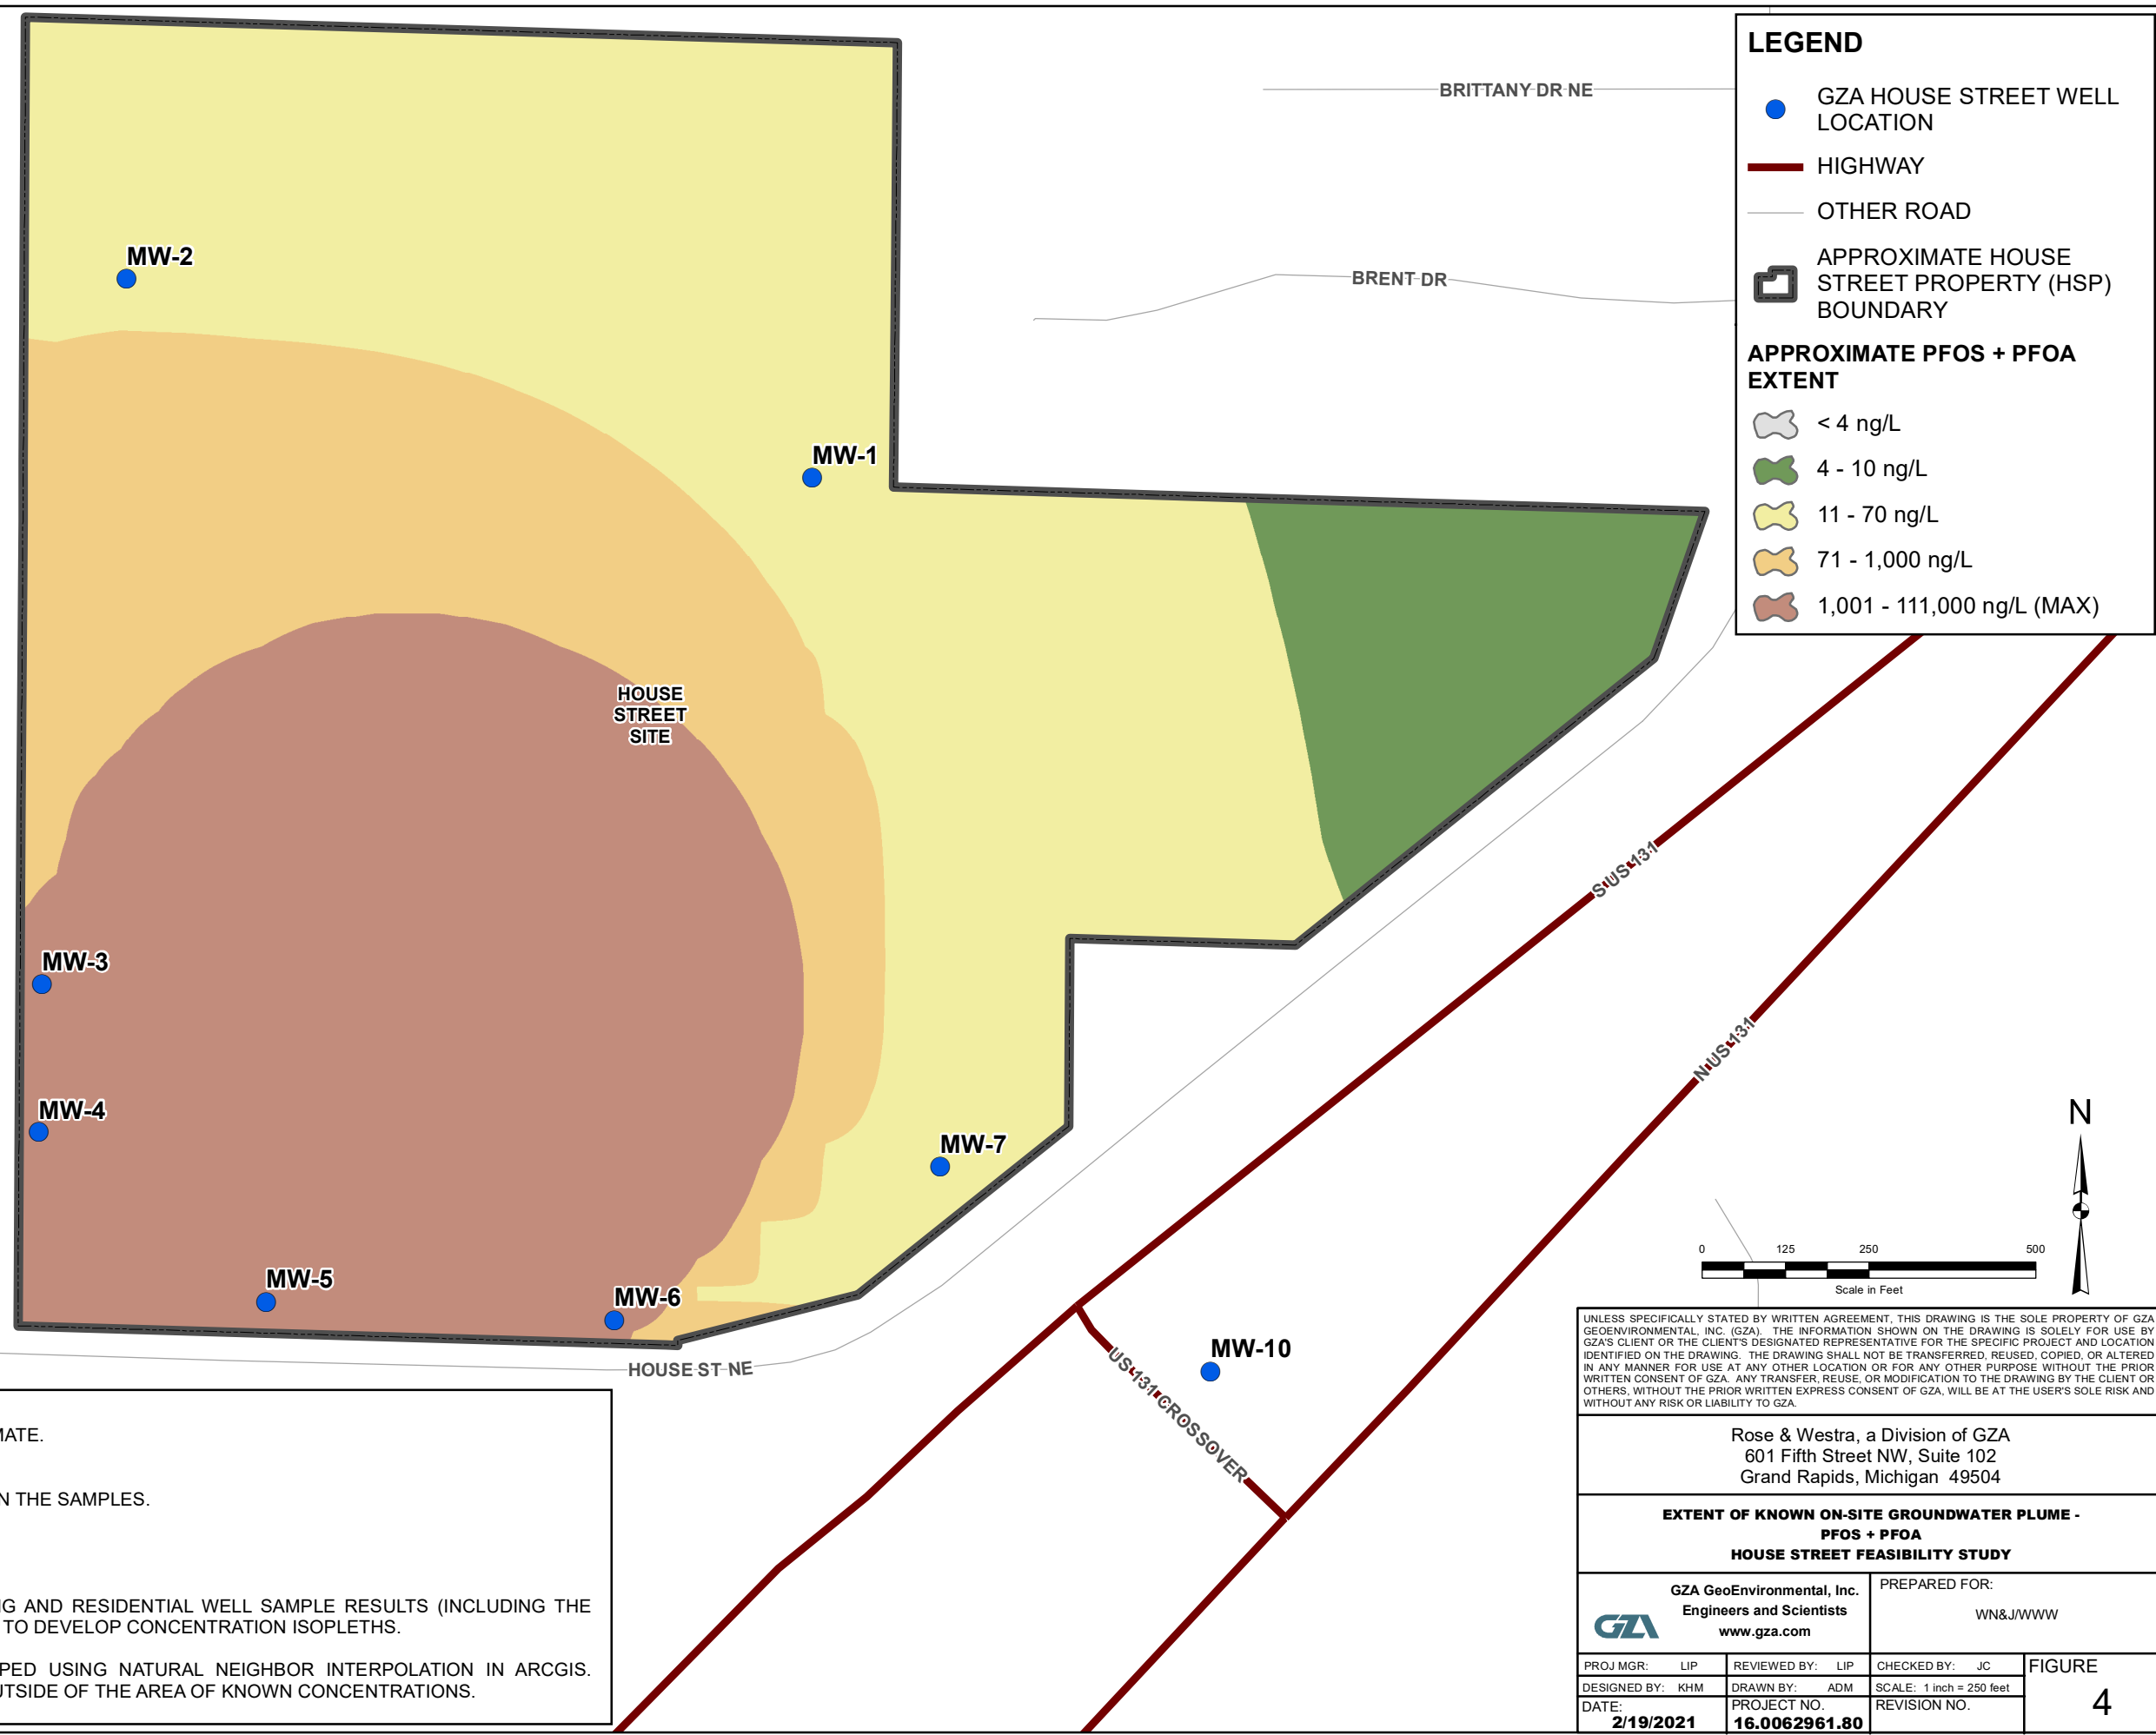 LEGEND
GZA HOUSE STREET WELL
LOCATION
HIGHWAY
OTHER ROAD
APPROXIMATE HOUSE
STREET PROPERTY (HSP)
BOUNDARY
APPROXIMATE PFOS + PFOA
EXTENT
< 4 ng/L
4 - 10 ng/L
11 - 70 ng/L
71 - 1,000 ng/L
1,001 - 111,000 ng/L (MAX)
BRITTANY DR NE
BRENT DR
MW-2
MW-1
HOUSE
STREET
SITE
MW-3
MW-4
MW-5
MW-6
MW-7
MW-10
S US 131
N US 131
US 131 CROSSOVER
HOUSE ST NE
N
0 125 250 500
Scale in Feet
MATE.
N THE SAMPLES.
NG AND RESIDENTIAL WELL SAMPLE RESULTS (INCLUDING THE
TO DEVELOP CONCENTRATION ISOPLETHS.
PED USING NATURAL NEIGHBOR INTERPOLATION IN ARCGIS.
UTSIDE OF THE AREA OF KNOWN CONCENTRATIONS.
UNLESS SPECIFICALLY STATED BY WRITTEN AGREEMENT, THIS DRAWING IS THE SOLE PROPERTY OF GZA
GEOENVIRONMENTAL, INC. (GZA). THE INFORMATION SHOWN ON THE DRAWING IS SOLELY FOR USE BY
GZA'S CLIENT OR THE CLIENT'S DESIGNATED REPRESENTATIVE FOR THE SPECIFIC PROJECT AND LOCATION
IDENTIFIED ON THE DRAWING. THE DRAWING SHALL NOT BE TRANSFERRED, REUSED, COPIED, OR ALTERED
IN ANY MANNER FOR USE AT ANY OTHER LOCATION OR FOR ANY OTHER PURPOSE WITHOUT THE PRIOR
WRITTEN CONSENT OF GZA. ANY TRANSFER, REUSE, OR MODIFICATION TO THE DRAWING BY THE CLIENT OR
OTHERS, WITHOUT THE PRIOR WRITTEN EXPRESS CONSENT OF GZA, WILL BE AT THE USER'S SOLE RISK AND
WITHOUT ANY RISK OR LIABILITY TO GZA.
Rose & Westra, a Division of GZA
601 Fifth Street NW, Suite 102
Grand Rapids, Michigan 49504
EXTENT OF KNOWN ON-SITE GROUNDWATER PLUME -
PFOS + PFOA
HOUSE STREET FEASIBILITY STUDY
GZA
GZA GeoEnvironmental, Inc.
Engineers and Scientists
www.gza.com
PREPARED FOR:
WN&J/WWW
PROJ MGR: LIP
REVIEWED BY: LIP
CHECKED BY: JC
DESIGNED BY: KHM
DRAWN BY: ADM
SCALE: 1 inch = 250 feet
DATE:
2/19/2021
PROJECT NO.
16.0062961.80
REVISION NO.
FIGURE
4